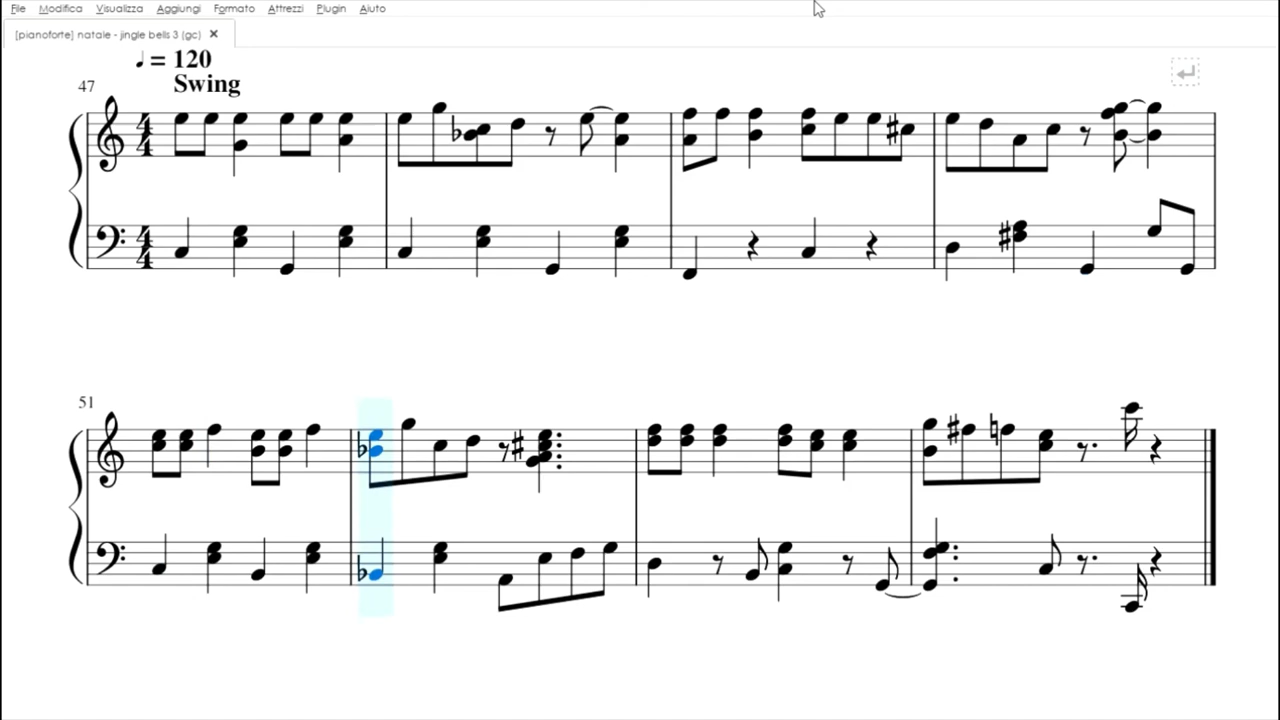 File Modifica Visualizza Aggiungi Formato Attrezzi Plugin Aiuto
[pianoforte] natale - jingle bells 3 (gc) ×
♩ = 120
Swing
47
4 4
4 4
51